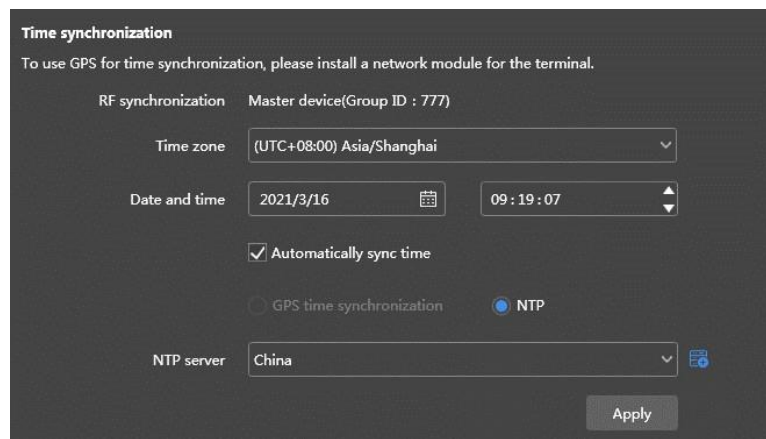 Time synchronization
To use GPS for time synchronization, please install a network module for the terminal.
RF synchronization Master device(Group ID : 777)
Time zone (UTC+08:00) Asia/Shanghai
Date and time 2021/3/16 09:19:07
Automatically sync time
GPS time synchronization NTP
NTP server China
Apply